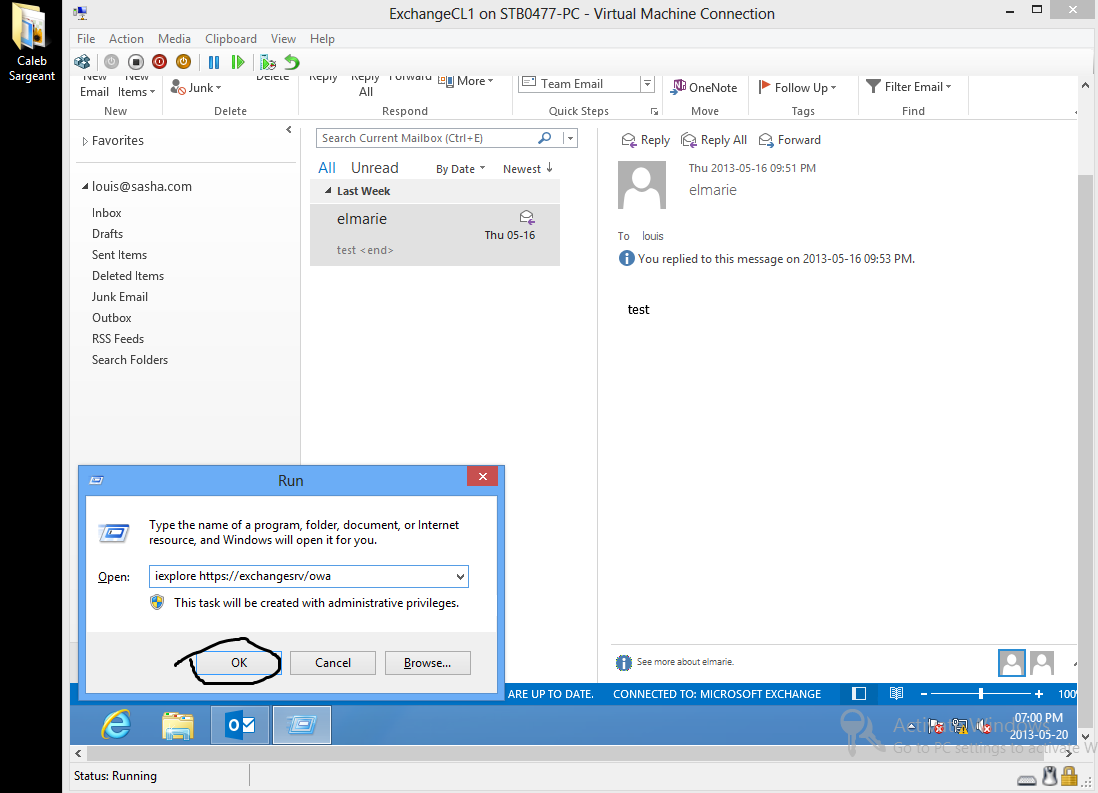 Caleb
Sargeant
ExchangeCL1 on STB0477-PC - Virtual Machine Connection
File Action Media Clipboard View Help
New New Delete Reply Reply Forward More Team Email OneNote Follow Up Filter Email
Email Items Junk All
New Delete Respond Quick Steps Move Tags Find
Favorites
louis@sasha.com
Inbox
Drafts
Sent Items
Deleted Items
Junk Email
Outbox
RSS Feeds
Search Folders
Search Current Mailbox (Ctrl+E)
All Unread By Date Newest
Last Week
elmarie
Thu 05-16
test <end>
Reply Reply All Forward
Thu 2013-05-16 09:51 PM
elmarie
To louis
You replied to this message on 2013-05-16 09:53 PM.
test
See more about elmarie.
Run
Type the name of a program, folder, document, or Internet
resource, and Windows will open it for you.
Open: iexplore https://exchangesrv/owa
This task will be created with administrative privileges.
OK Cancel Browse...
ARE UP TO DATE. CONNECTED TO: MICROSOFT EXCHANGE 100%
Activate Windows
Go to PC settings to activate W
07:00 PM
2013-05-20
Status: Running